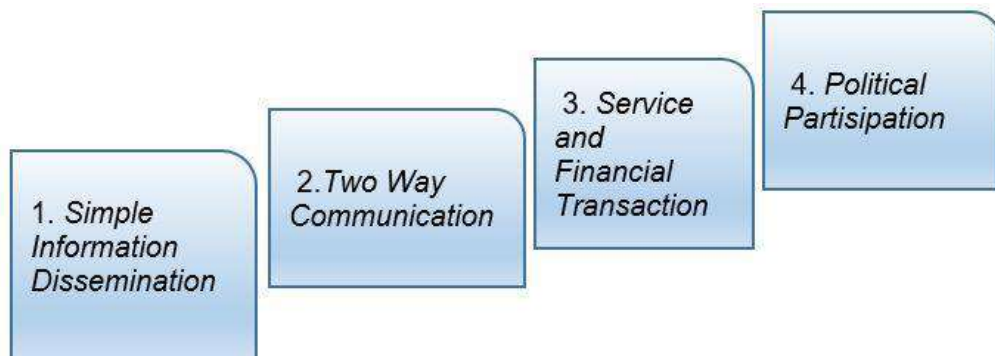 1. Simple
Information
Dissemination
2.Two Way
Communication
3. Service
and
Financial
Transaction
4. Political
Partisipation